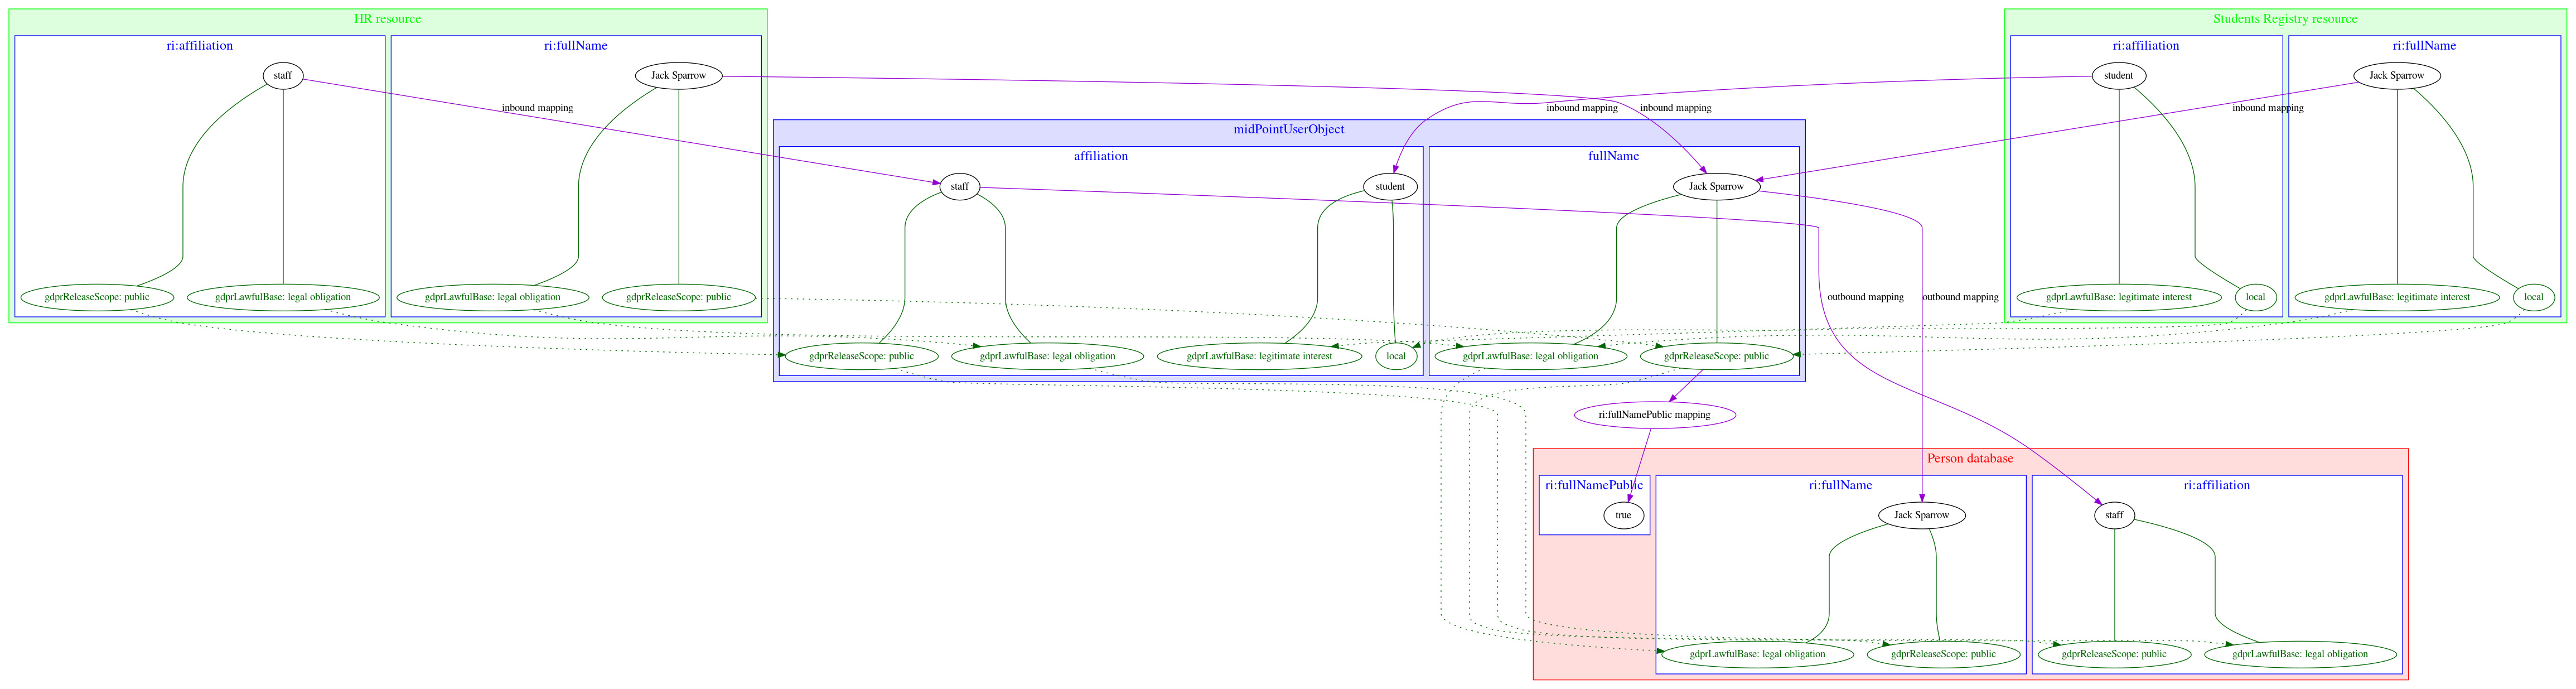 HR resource
ri:affiliation
staff
gdprReleaseScope: public
gdprLawfulBase: legal obligation
ri:fullName
Jack Sparrow
gdprLawfulBase: legal obligation
gdprReleaseScope: public
Students Registry resource
ri:affiliation
student
gdprLawfulBase: legitimate interest
local
ri:fullName
Jack Sparrow
gdprLawfulBase: legitimate interest
local
inbound mapping
inbound mapping
inbound mapping
inbound mapping
midPointUserObject
affiliation
staff
student
gdprReleaseScope: public
gdprLawfulBase: legal obligation
gdprLawfulBase: legitimate interest
local
fullName
Jack Sparrow
gdprLawfulBase: legal obligation
gdprReleaseScope: public
outbound mapping
outbound mapping
ri:fullNamePublic mapping
Person database
ri:fullNamePublic
true
ri:fullName
Jack Sparrow
gdprLawfulBase: legal obligation
gdprReleaseScope: public
ri:affiliation
staff
gdprReleaseScope: public
gdprLawfulBase: legal obligation